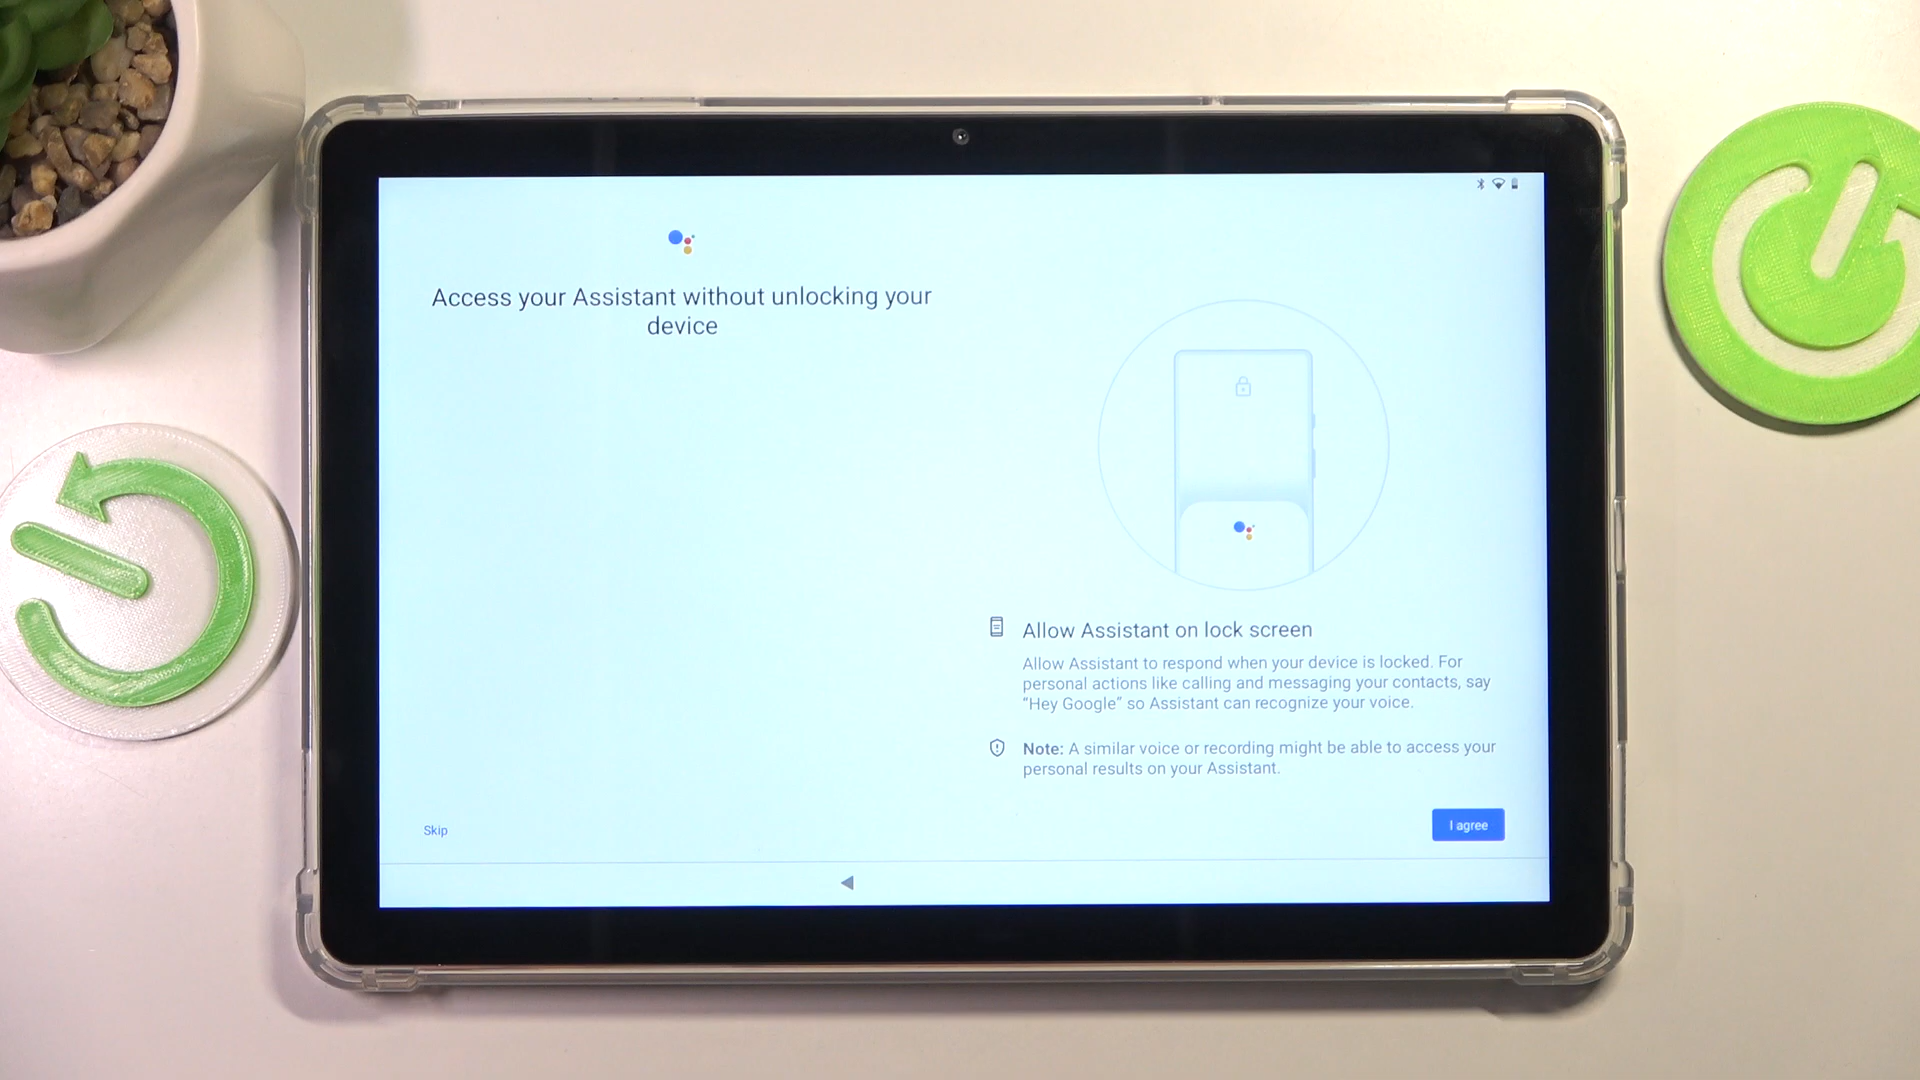 Access your Assistant without unlocking your
device
Allow Assistant on lock screen
Allow Assistant to respond when your device is locked. For
personal actions like calling and messaging your contacts, say
“Hey Google” so Assistant can recognize your voice.
Note: A similar voice or recording might be able to access your
personal results on your Assistant.
Skip
I agree